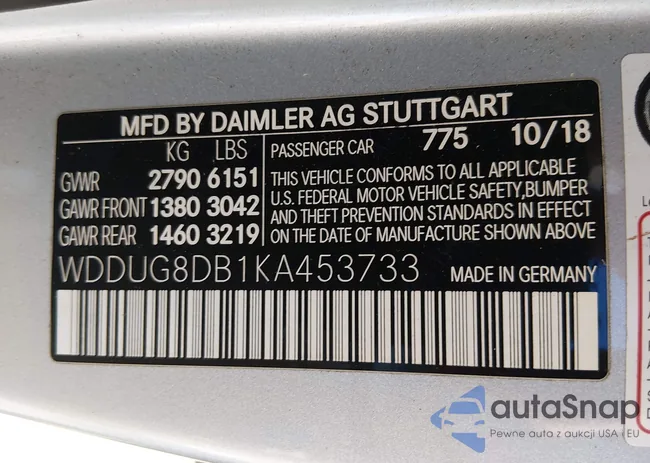 MFD BY DAIMLER AG STUTTGART
KG LBS
GVWR 2790 6151
GAWR FRONT 1380 3042
GAWR REAR 1460 3219
PASSENGER CAR 775 10/18
THIS VEHICLE CONFORMS TO ALL APPLICABLE
U.S. FEDERAL MOTOR VEHICLE SAFETY,BUMPER
AND THEFT PREVENTION STANDARDS IN EFFECT
ON THE DATE OF MANUFACTURE SHOWN ABOVE
WDDUG8DB1KA453733 MADE IN GERMANY
autaSnap
Pewne auta z aukcji USA i EU